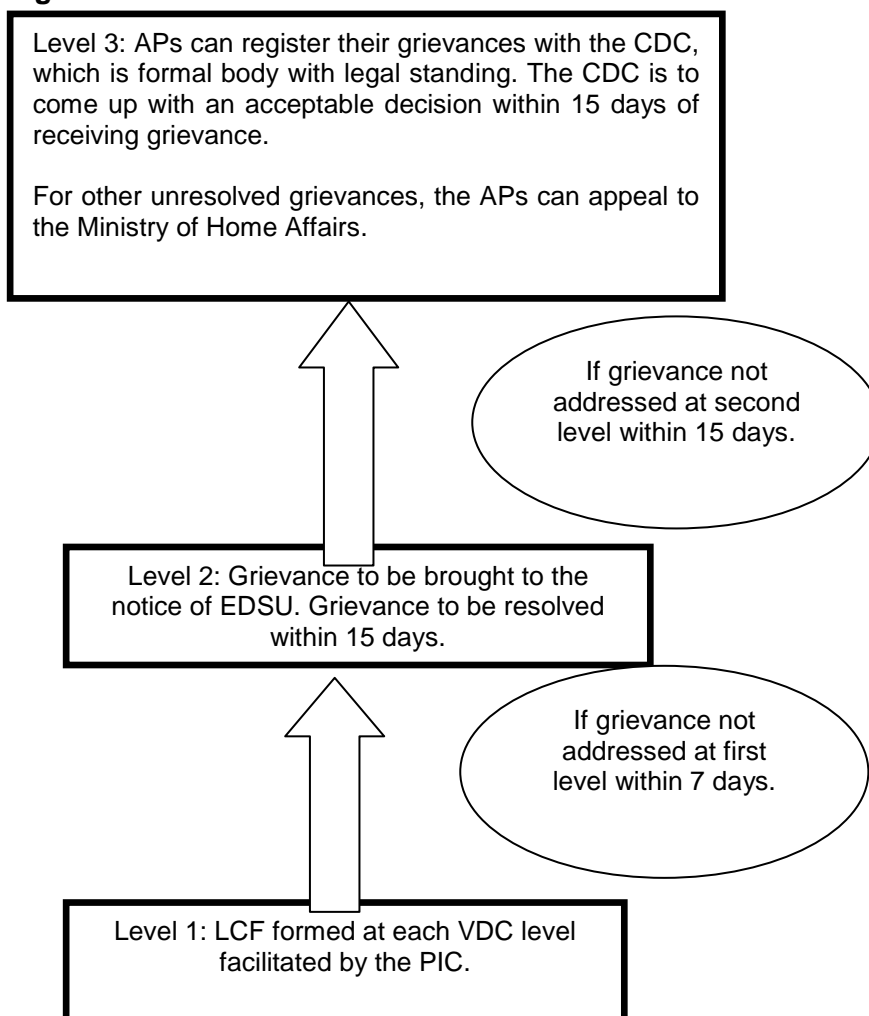 Level 3: APs can register their grievances with the CDC,
which is formal body with legal standing. The CDC is to
come up with an acceptable decision within 15 days of
receiving grievance.
For other unresolved grievances, the APs can appeal to
the Ministry of Home Affairs.
If grievance not
addressed at second
level within 15 days.
Level 2: Grievance to be brought to the
notice of EDSU. Grievance to be resolved
within 15 days.
If grievance not
addressed at first
level within 7 days.
Level 1: LCF formed at each VDC level
facilitated by the PIC.